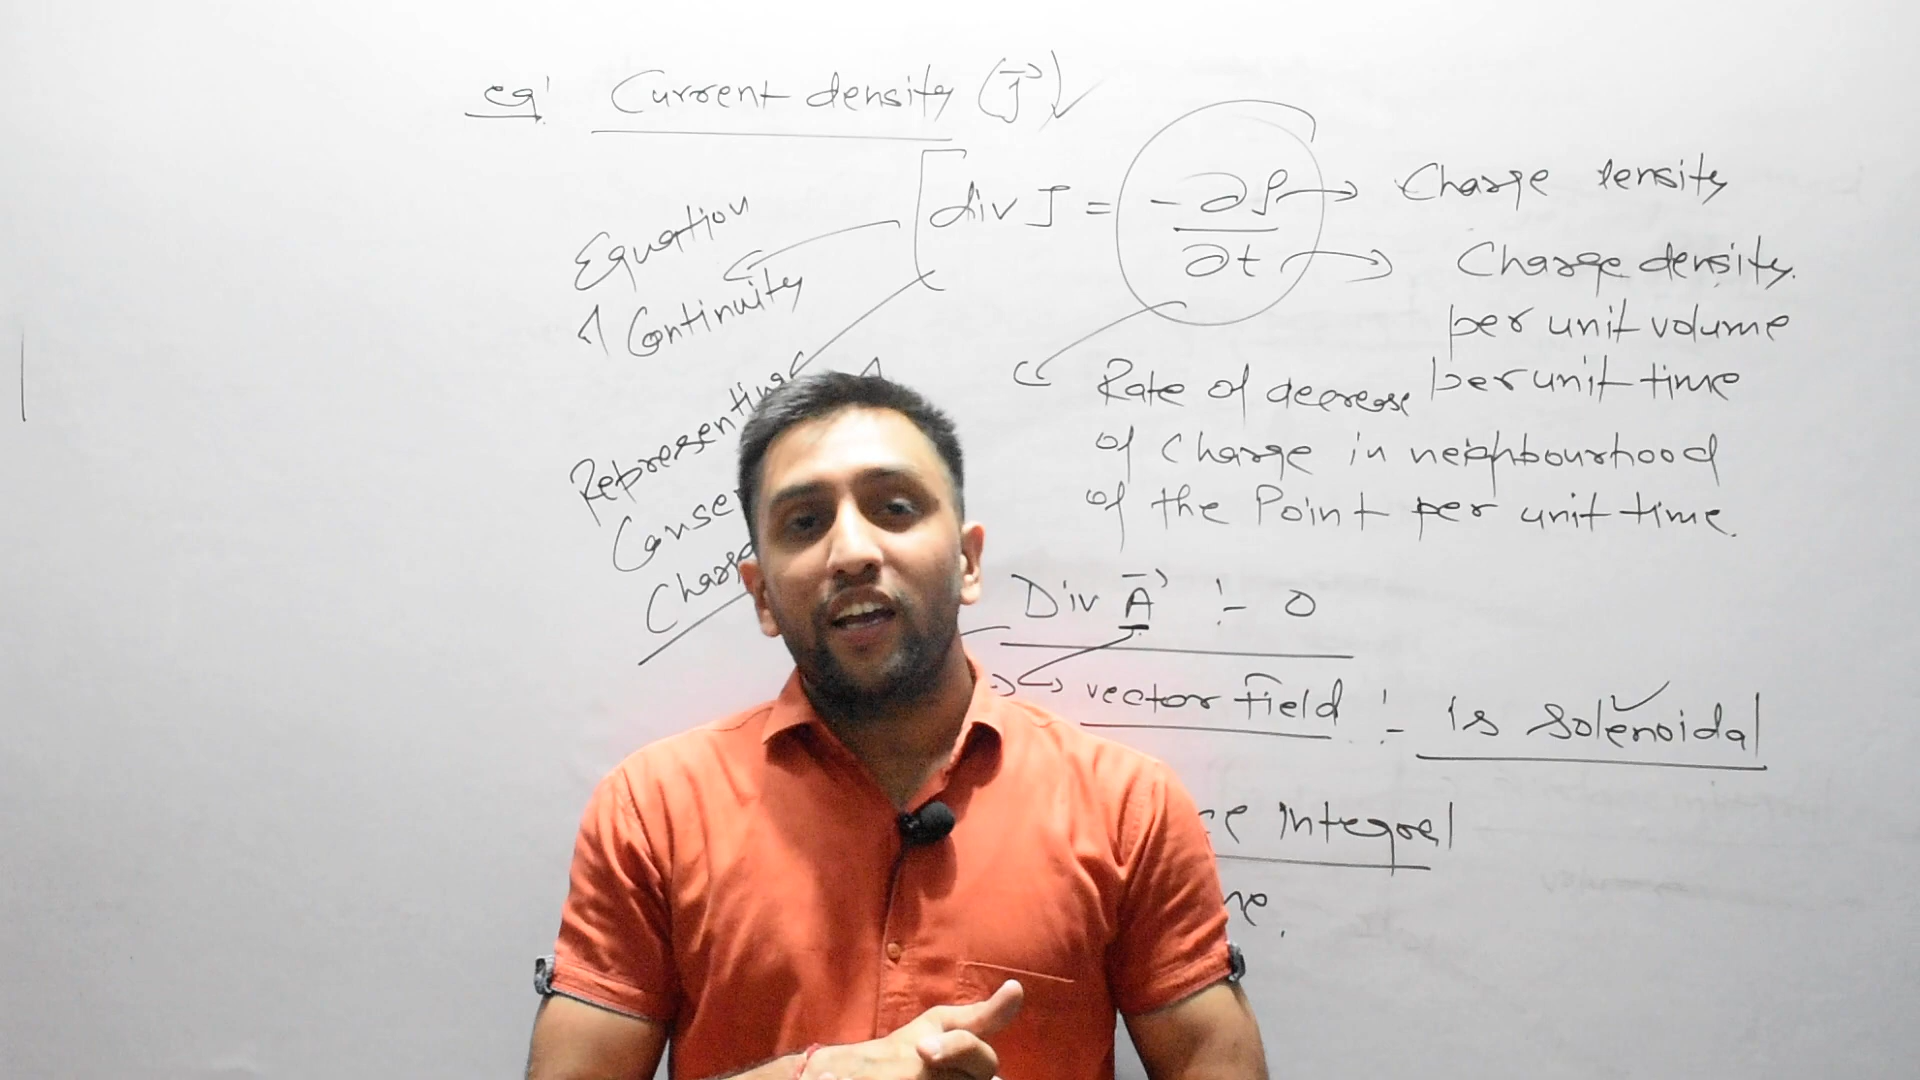 eg: Current density (J⃗)
div J = -∂ρ/∂t → Charge density
Equation
of Continuity
→ Charge density.
per unit volume
per unit time
Representing
Charge
Rate of decrease
of Charge in neighbourhood
of the Point per unit time.
Div A⃗ :- 0
vector field :- is solenoidal
Integral